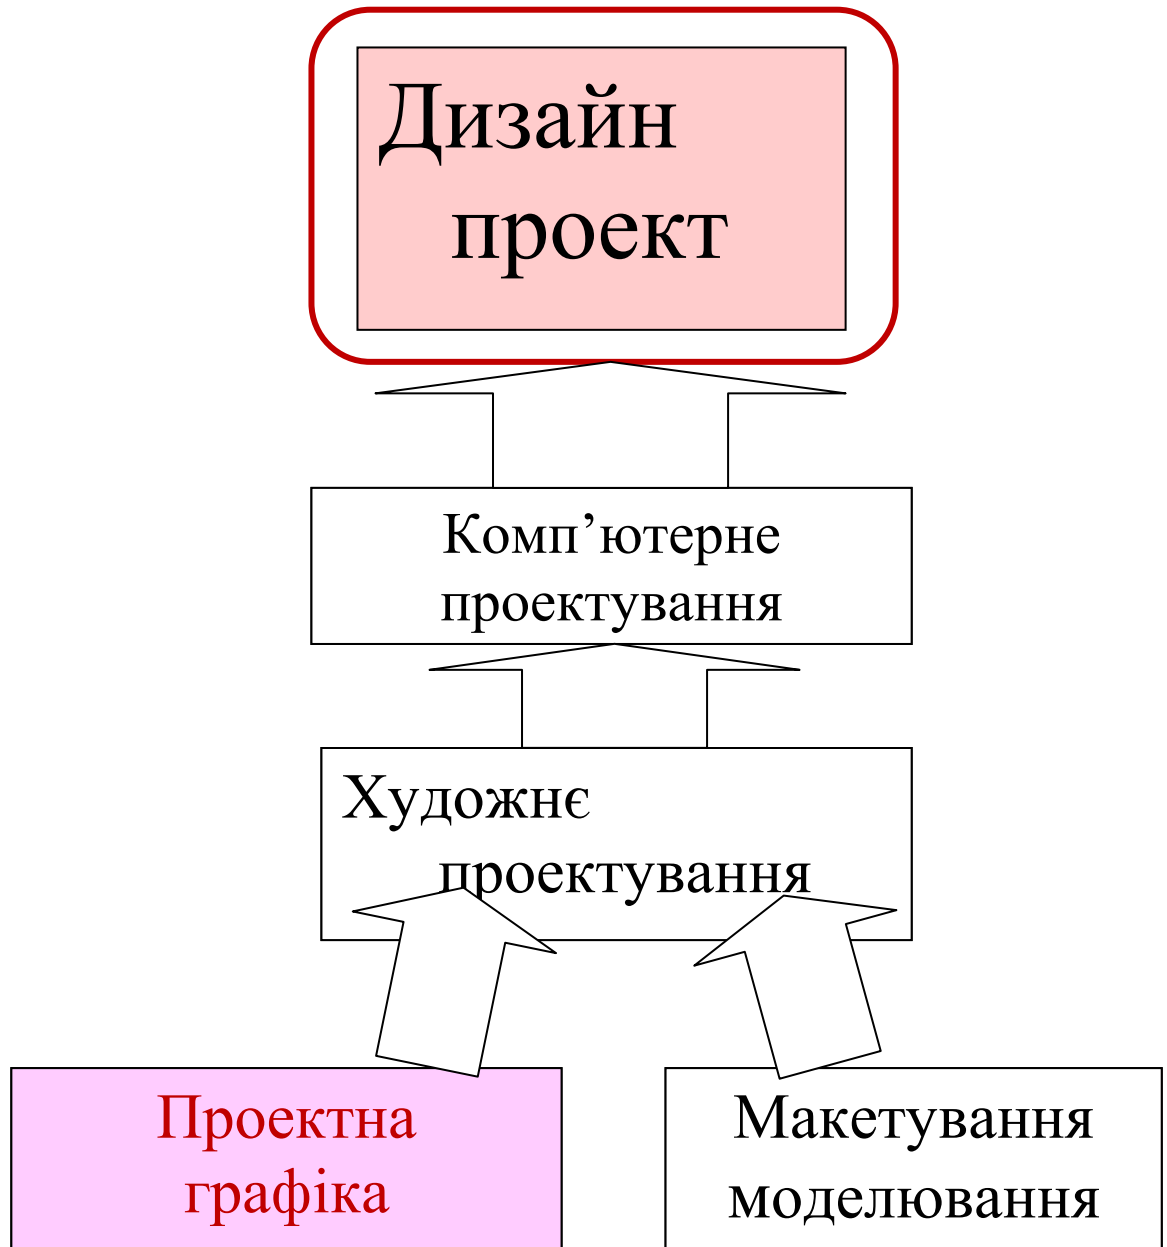 Дизайн
проект
Комп’ютерне
проектування
Художнє
проектування
Проектна
графіка
Макетування
моделювання